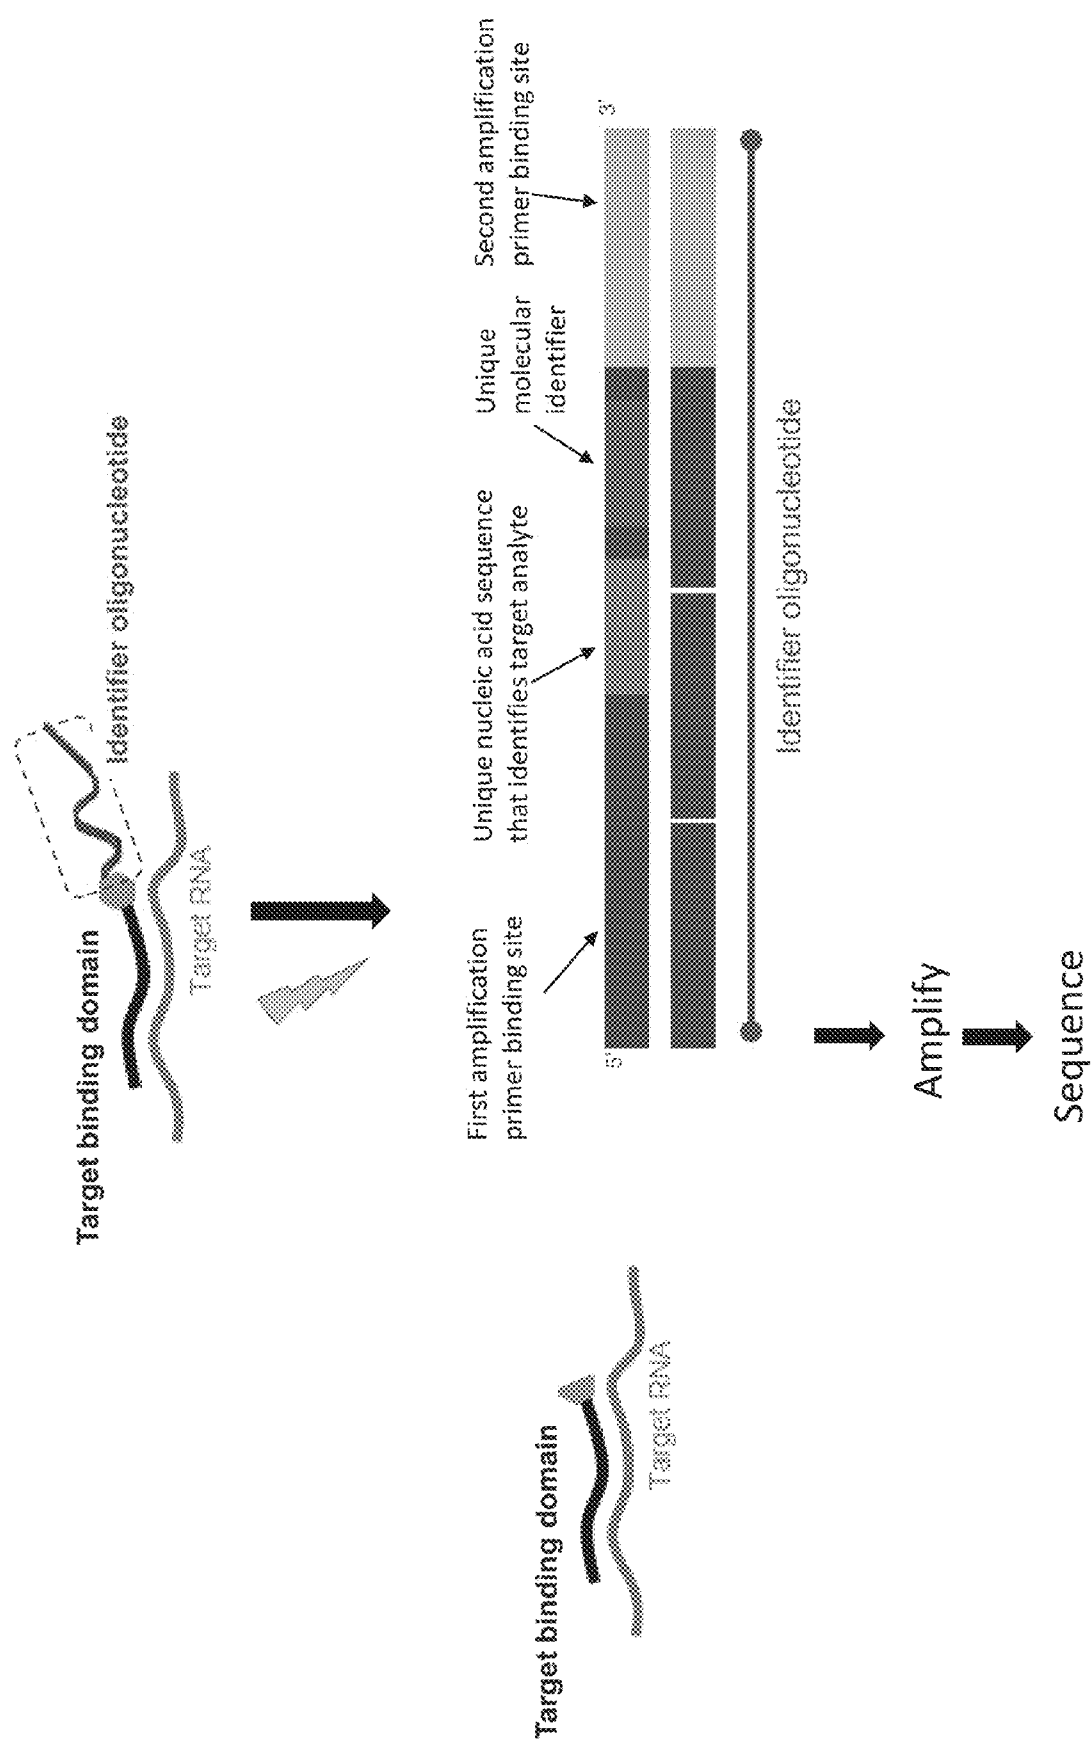 Target binding domain
Identifier oligonucleotide
Target RNA
First amplification
primer binding site
Unique nucleic acid sequence
that identifies target analyte
Unique
molecular
identifier
Second amplification
primer binding site
5'
3'
Identifier oligonucleotide
Target binding domain
Target RNA
Amplify
Sequence